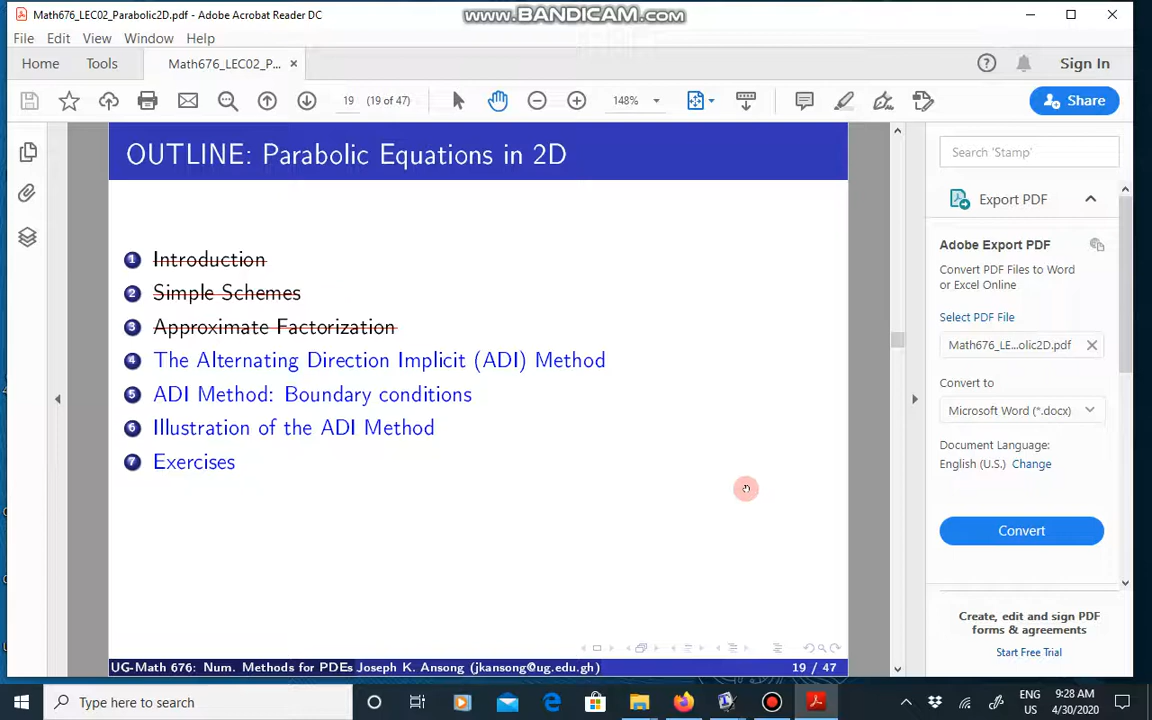 Math676_LEC02_Parabolic2D.pdf - Adobe Acrobat Reader DC
www.BANDICAM.com
File Edit View Window Help
Home Tools Math676_LEC02_P... × Sign In
19 (19 of 47) 148% Share
OUTLINE: Parabolic Equations in 2D
1 Introduction
2 Simple Schemes
3 Approximate Factorization
4 The Alternating Direction Implicit (ADI) Method
5 ADI Method: Boundary conditions
6 Illustration of the ADI Method
7 Exercises
UG-Math 676: Num. Methods for PDEs Joseph K. Ansong (jkansong@ug.edu.gh) 19 / 47
Search 'Stamp'
Export PDF
Adobe Export PDF
Convert PDF Files to Word
or Excel Online
Select PDF File
Math676_LE...olic2D.pdf
Convert to
Microsoft Word (*.docx)
Document Language:
English (U.S.) Change
Convert
Create, edit and sign PDF
forms & agreements
Start Free Trial
Type here to search
ENG
US
9:28 AM
4/30/2020